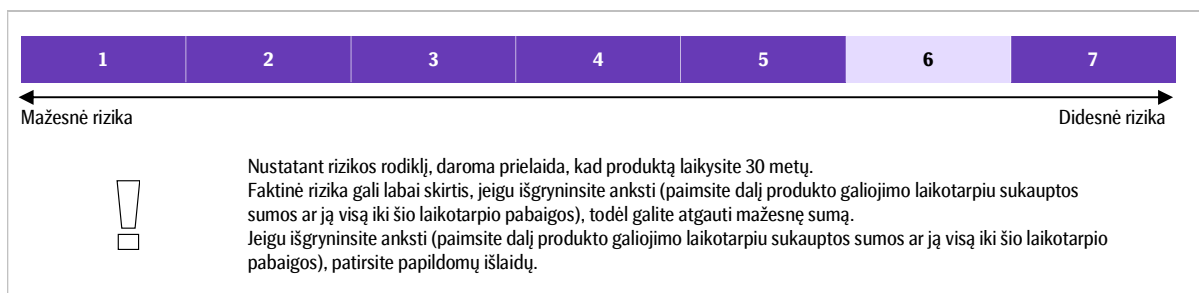 1 2 3 4 5 6 7
Mažesnė rizika Didesnė rizika
Nustatant rizikos rodiklį, daroma prielaida, kad produktą laikysite 30 metų.
Faktinė rizika gali labai skirtis, jeigu išgryninsite anksti (paimsite dalį produkto galiojimo laikotarpiu sukauptos
sumos ar ją visą iki šio laikotarpio pabaigos), todėl galite atgauti mažesnę sumą.
Jeigu išgryninsite anksti (paimsite dalį produkto galiojimo laikotarpiu sukauptos sumos ar ją visą iki šio laikotarpio
pabaigos), patirsite papildomų išlaidų.